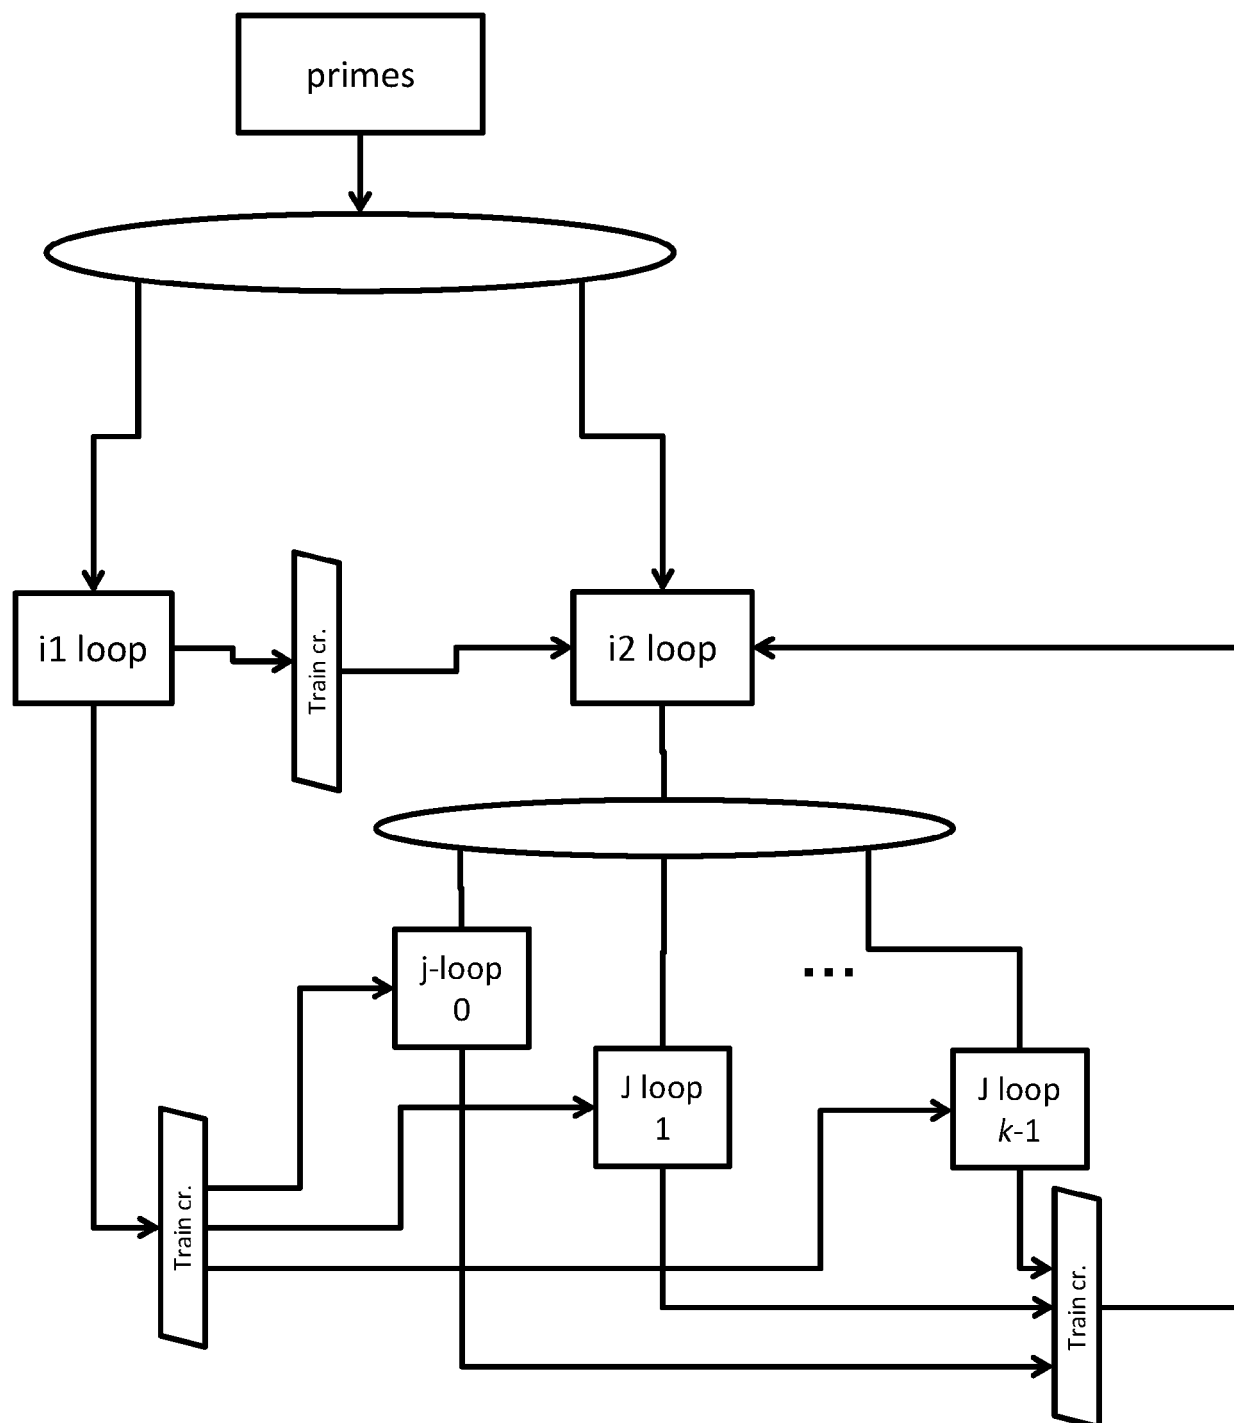 primes
i1 loop
Train cr.
i2 loop
j-loop
0
...
J loop
1
J loop
k-1
Train cr.
Train cr.